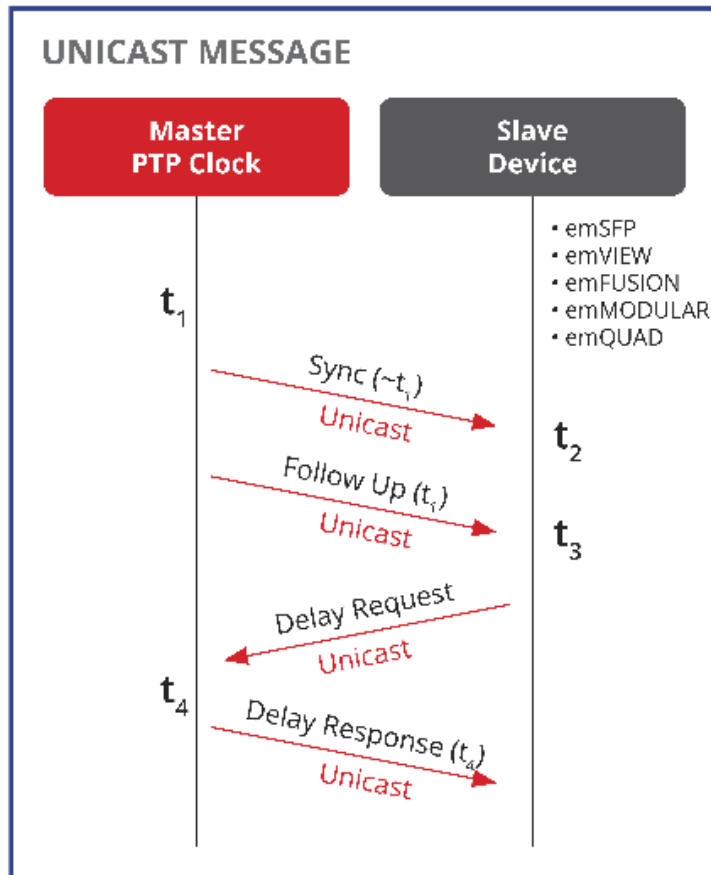 UNICAST MESSAGE
Master
PTP Clock
Slave
Device
• emSFP
• emVIEW
• emFUSION
• emMODULAR
• emQUAD
t₁
Sync (~t₁)
Unicast
t₂
Follow Up (t₁)
Unicast
t₃
Delay Request
Unicast
t₄
Delay Response (t₄)
Unicast